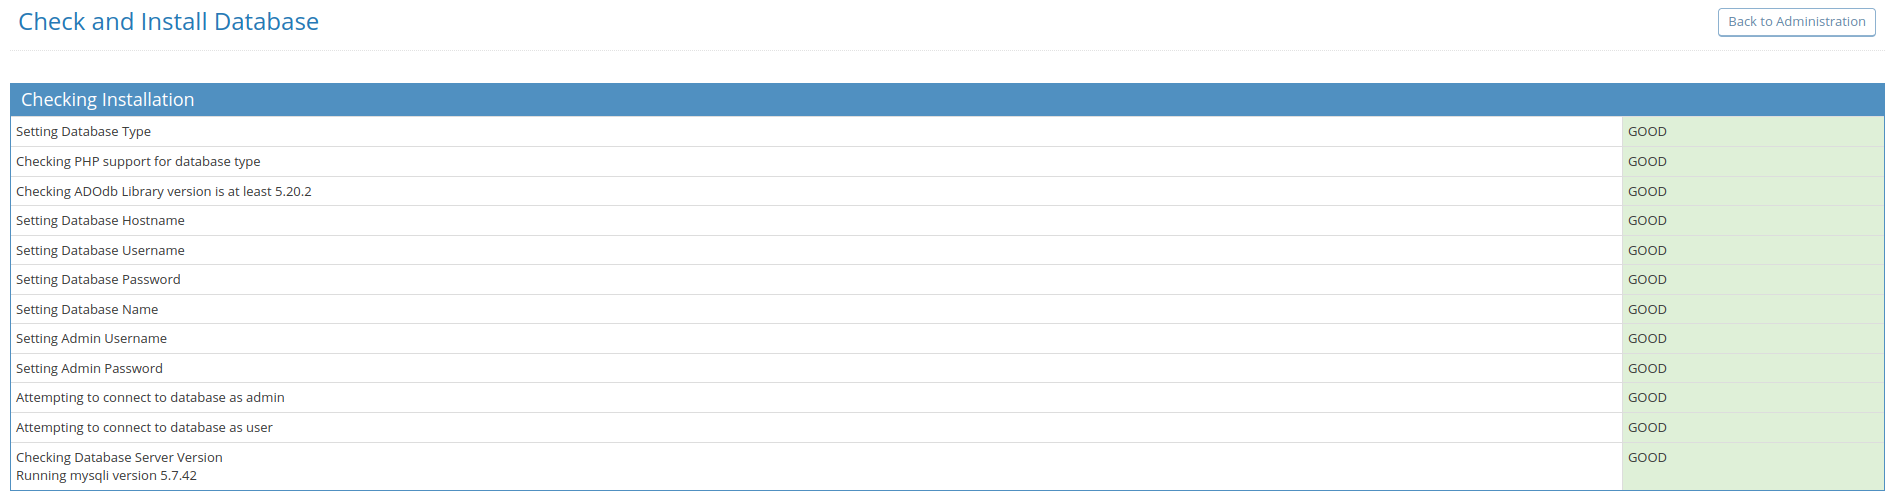 Check and Install Database
Back to Administration
Checking Installation
Setting Database Type GOOD
Checking PHP support for database type GOOD
Checking ADOdb Library version is at least 5.20.2 GOOD
Setting Database Hostname GOOD
Setting Database Username GOOD
Setting Database Password GOOD
Setting Database Name GOOD
Setting Admin Username GOOD
Setting Admin Password GOOD
Attempting to connect to database as admin GOOD
Attempting to connect to database as user GOOD
Checking Database Server Version GOOD
Running mysqli version 5.7.42